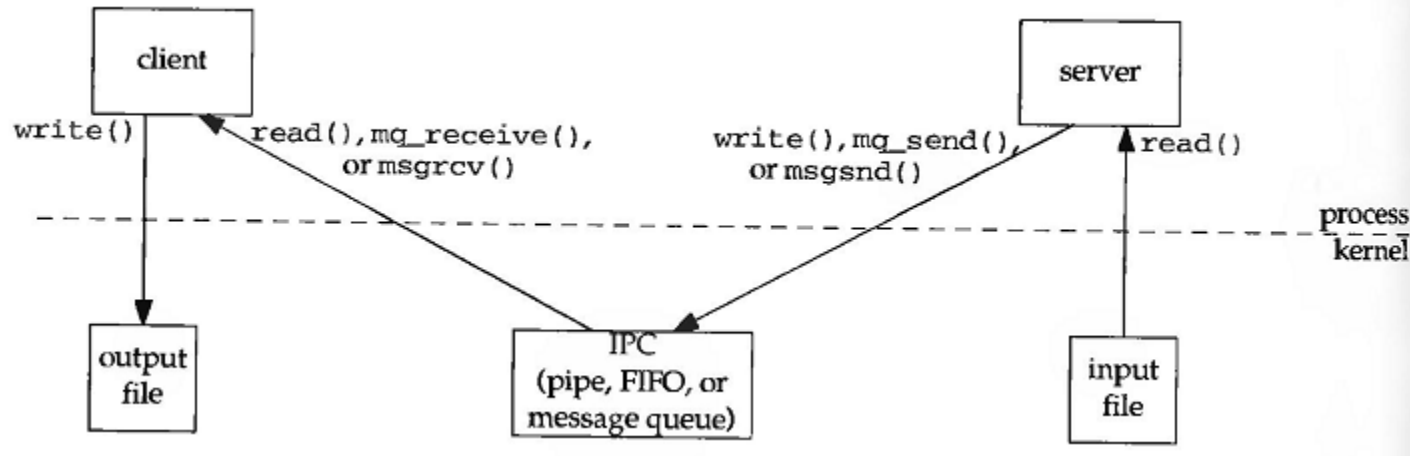 client
server
write()
read(), mq_receive(),
or msgrcv()
write(), mq_send(),
or msgsnd()
read()
process
kernel
output
file
IPC
(pipe, FIFO, or
message queue)
input
file